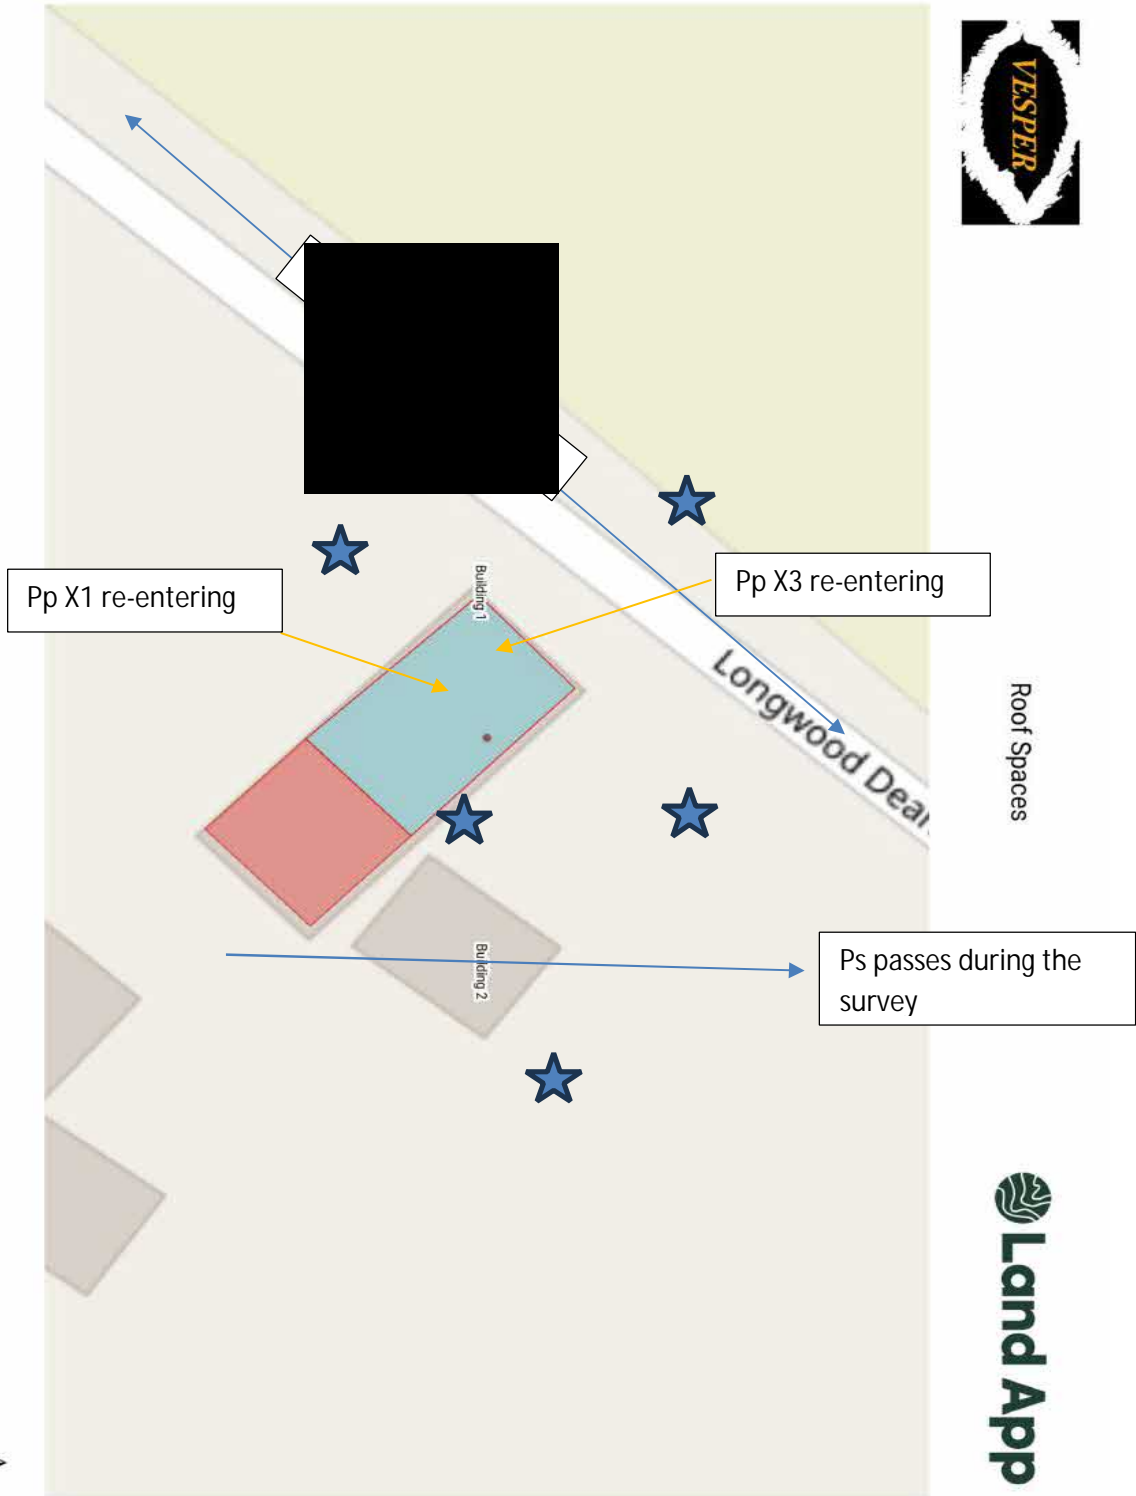 VESPER
Building 1
Pp X3 re-entering
Pp X1 re-entering
Longwood
Roof Spaces
Ps passes during the
survey
Building 2
Land App